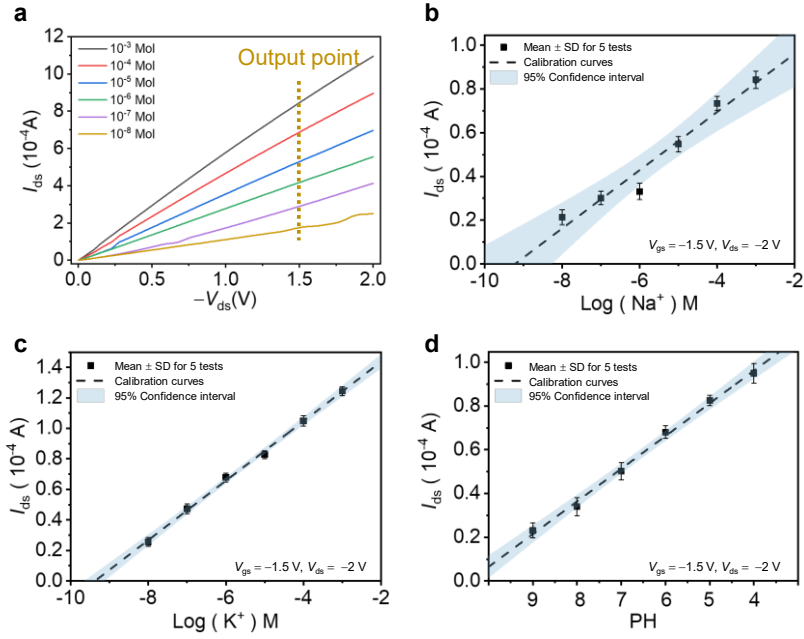 a
12
10
8
6
4
2
0
I_ds (10^-4 A)
10^-3 Mol
10^-4 Mol
10^-5 Mol
10^-6 Mol
10^-7 Mol
10^-8 Mol
Output point
0.0 0.5 1.0 1.5 2.0
−V_ds(V)
b
1.0
0.8
0.6
0.4
0.2
0.0
I_ds ( 10^-4 A)
Mean ± SD for 5 tests
Calibration curves
95% Confidence interval
V_gs = −1.5 V, V_ds = −2 V
-10 -8 -6 -4 -2
Log ( Na^+ ) M
c
1.4
1.2
1.0
0.8
0.6
0.4
0.2
0.0
I_ds ( 10^-4 A)
Mean ± SD for 5 tests
Calibration curves
95% Confidence interval
V_gs = −1.5 V, V_ds = −2 V
-10 -8 -6 -4 -2
Log ( K^+ ) M
d
1.0
0.8
0.6
0.4
0.2
0.0
I_ds ( 10^-4 A)
Mean ± SD for 5 tests
Calibration curves
95% Confidence interval
V_gs = −1.5 V, V_ds = −2 V
9 8 7 6 5 4
PH